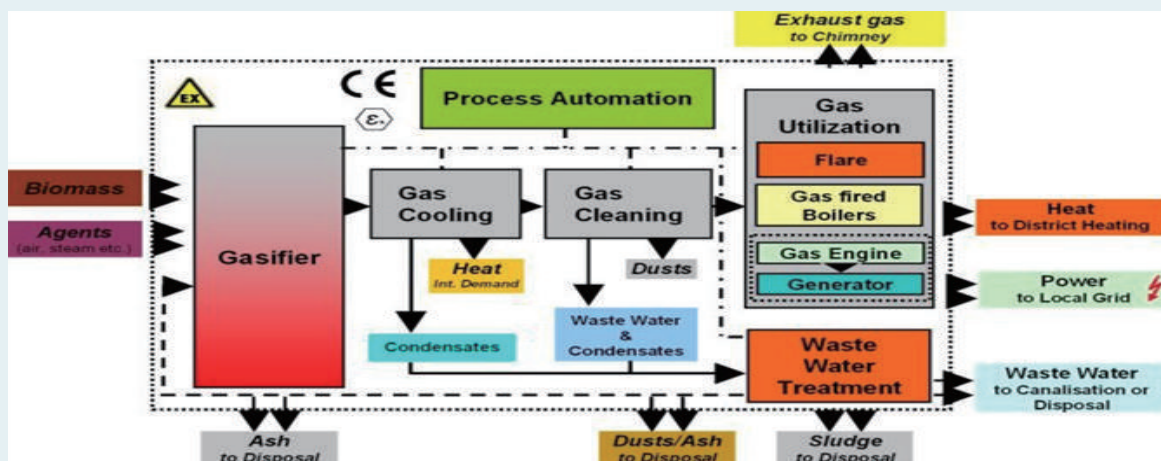 Exhaust gas
to Chimney
EX
CE
εx
Process Automation
Gas
Utilization
Flare
Gas fired
Boilers
Gas Engine
Generator
Biomass
Agents
(air, steam etc.)
Gasifier
Gas
Cooling
Gas
Cleaning
Heat
Int. Demand
Dusts
Heat
to District Heating
Power
to Local Grid
Condensates
Waste Water
&
Condensates
Waste
Water
Treatment
Waste Water
to Canalisation or
Disposal
Ash
to Disposal
Dusts/Ash
to Disposal
Sludge
to Disposal